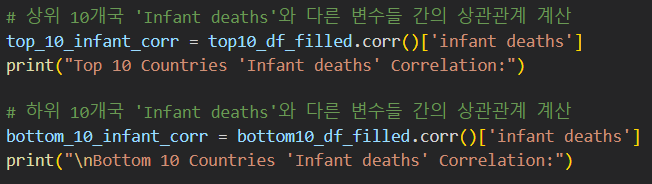 # 상위 10개국 'Infant deaths'와 다른 변수들 간의 상관관계 계산
top_10_infant_corr = top10_df_filled.corr()['infant deaths']
print("Top 10 Countries 'Infant deaths' Correlation:")
# 하위 10개국 'Infant deaths'와 다른 변수들 간의 상관관계 계산
bottom_10_infant_corr = bottom10_df_filled.corr()['infant deaths']
print("\nBottom 10 Countries 'Infant deaths' Correlation:")